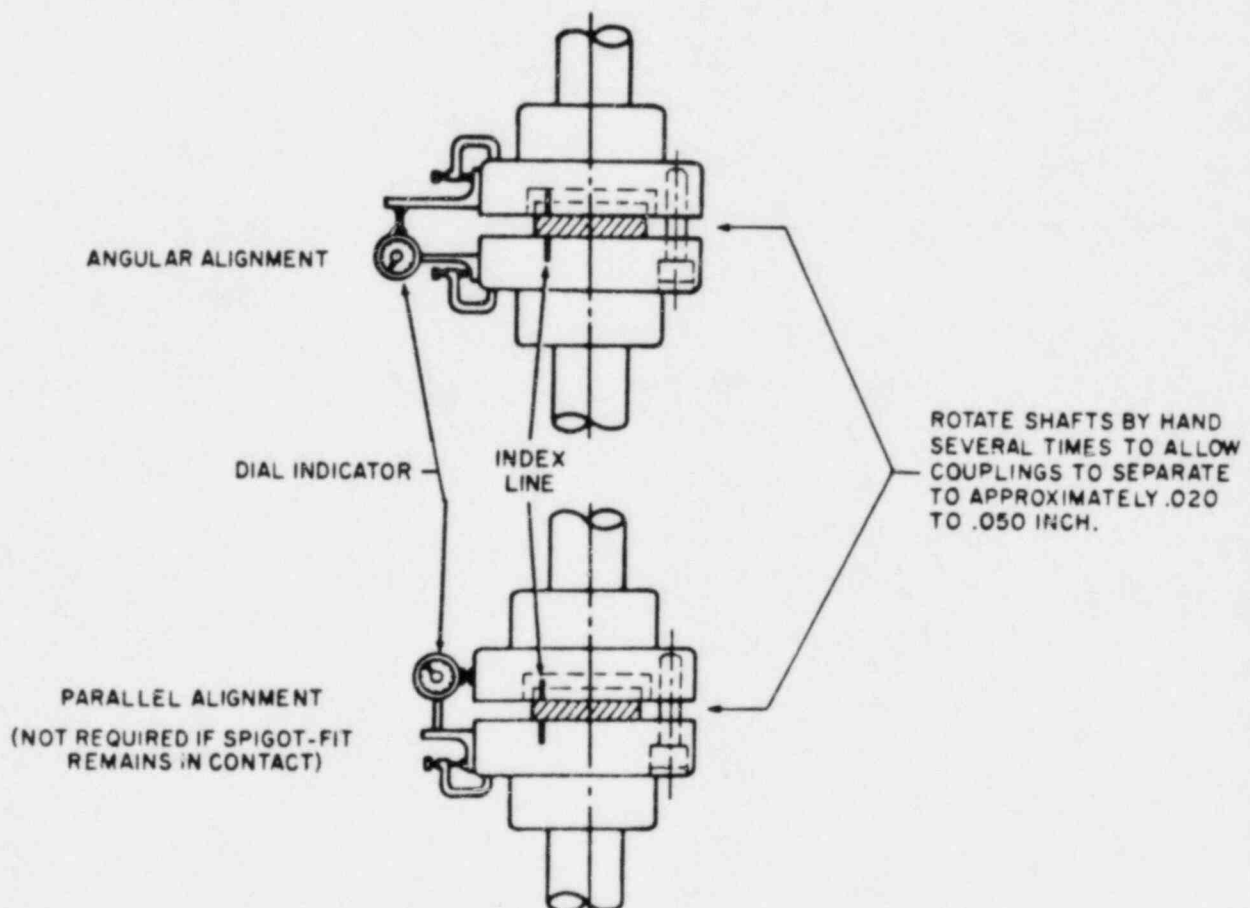 ANGULAR ALIGNMENT
DIAL INDICATOR
INDEX
LINE
ROTATE SHAFTS BY HAND
SEVERAL TIMES TO ALLOW
COUPLINGS TO SEPARATE
TO APPROXIMATELY .020
TO .050 INCH.
PARALLEL ALIGNMENT
(NOT REQUIRED IF SPIGOT-FIT
REMAINS IN CONTACT)